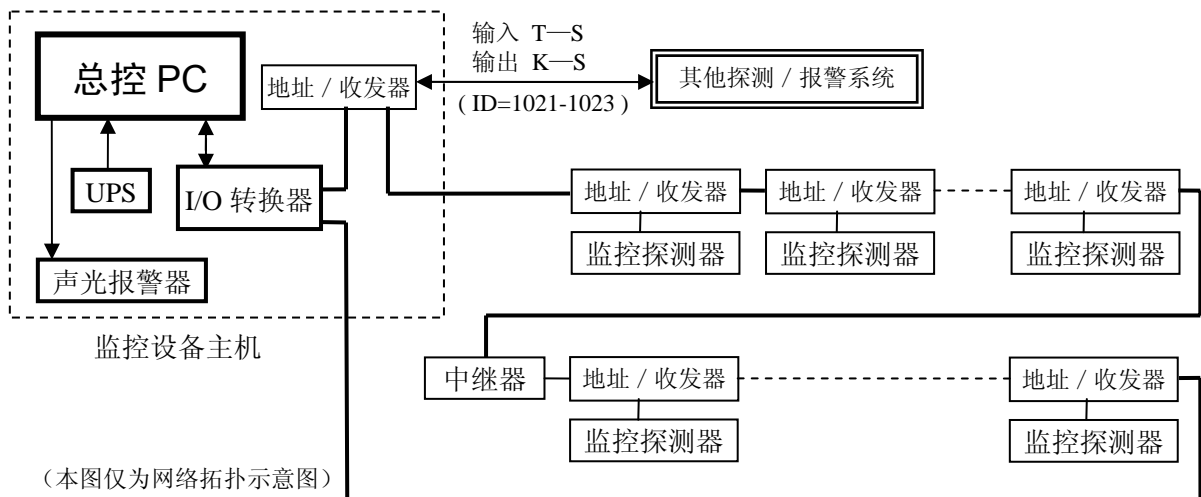 输入 T—S
输出 K—S
( ID=1021-1023 )
总控 PC
地址 / 收发器
其他探测 / 报警系统
UPS
I/O 转换器
声光报警器
监控设备主机
地址 / 收发器
地址 / 收发器
地址 / 收发器
监控探测器
监控探测器
监控探测器
中继器
地址 / 收发器
地址 / 收发器
监控探测器
监控探测器
（本图仅为网络拓扑示意图）